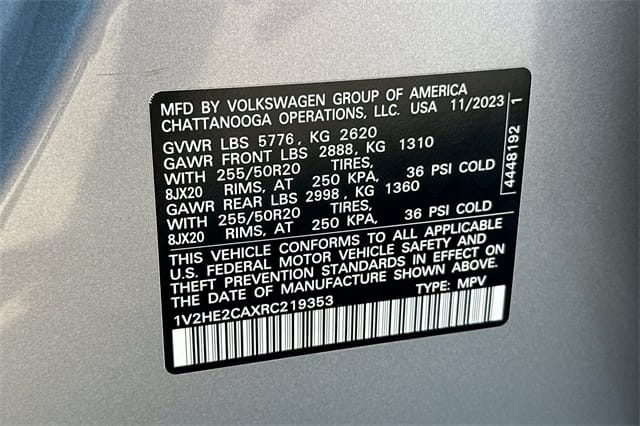 MFD BY VOLKSWAGEN GROUP OF AMERICA
CHATTANOOGA OPERATIONS, LLC. USA 11/2023
GVWR LBS 5776, KG 2620
GAWR FRONT LBS 2888, KG 1310
WITH 255/50R20 TIRES,
8JX20 RIMS, AT 250 KPA, 36 PSI COLD
GAWR REAR LBS 2998, KG 1360
WITH 255/50R20 TIRES,
8JX20 RIMS, AT 250 KPA, 36 PSI COLD
THIS VEHICLE CONFORMS TO ALL APPLICABLE
U.S. FEDERAL MOTOR VEHICLE SAFETY AND
THEFT PREVENTION STANDARDS IN EFFECT ON
THE DATE OF MANUFACTURE SHOWN ABOVE.
1V2HE2CAXRC219353 TYPE: MPV
4448192 1